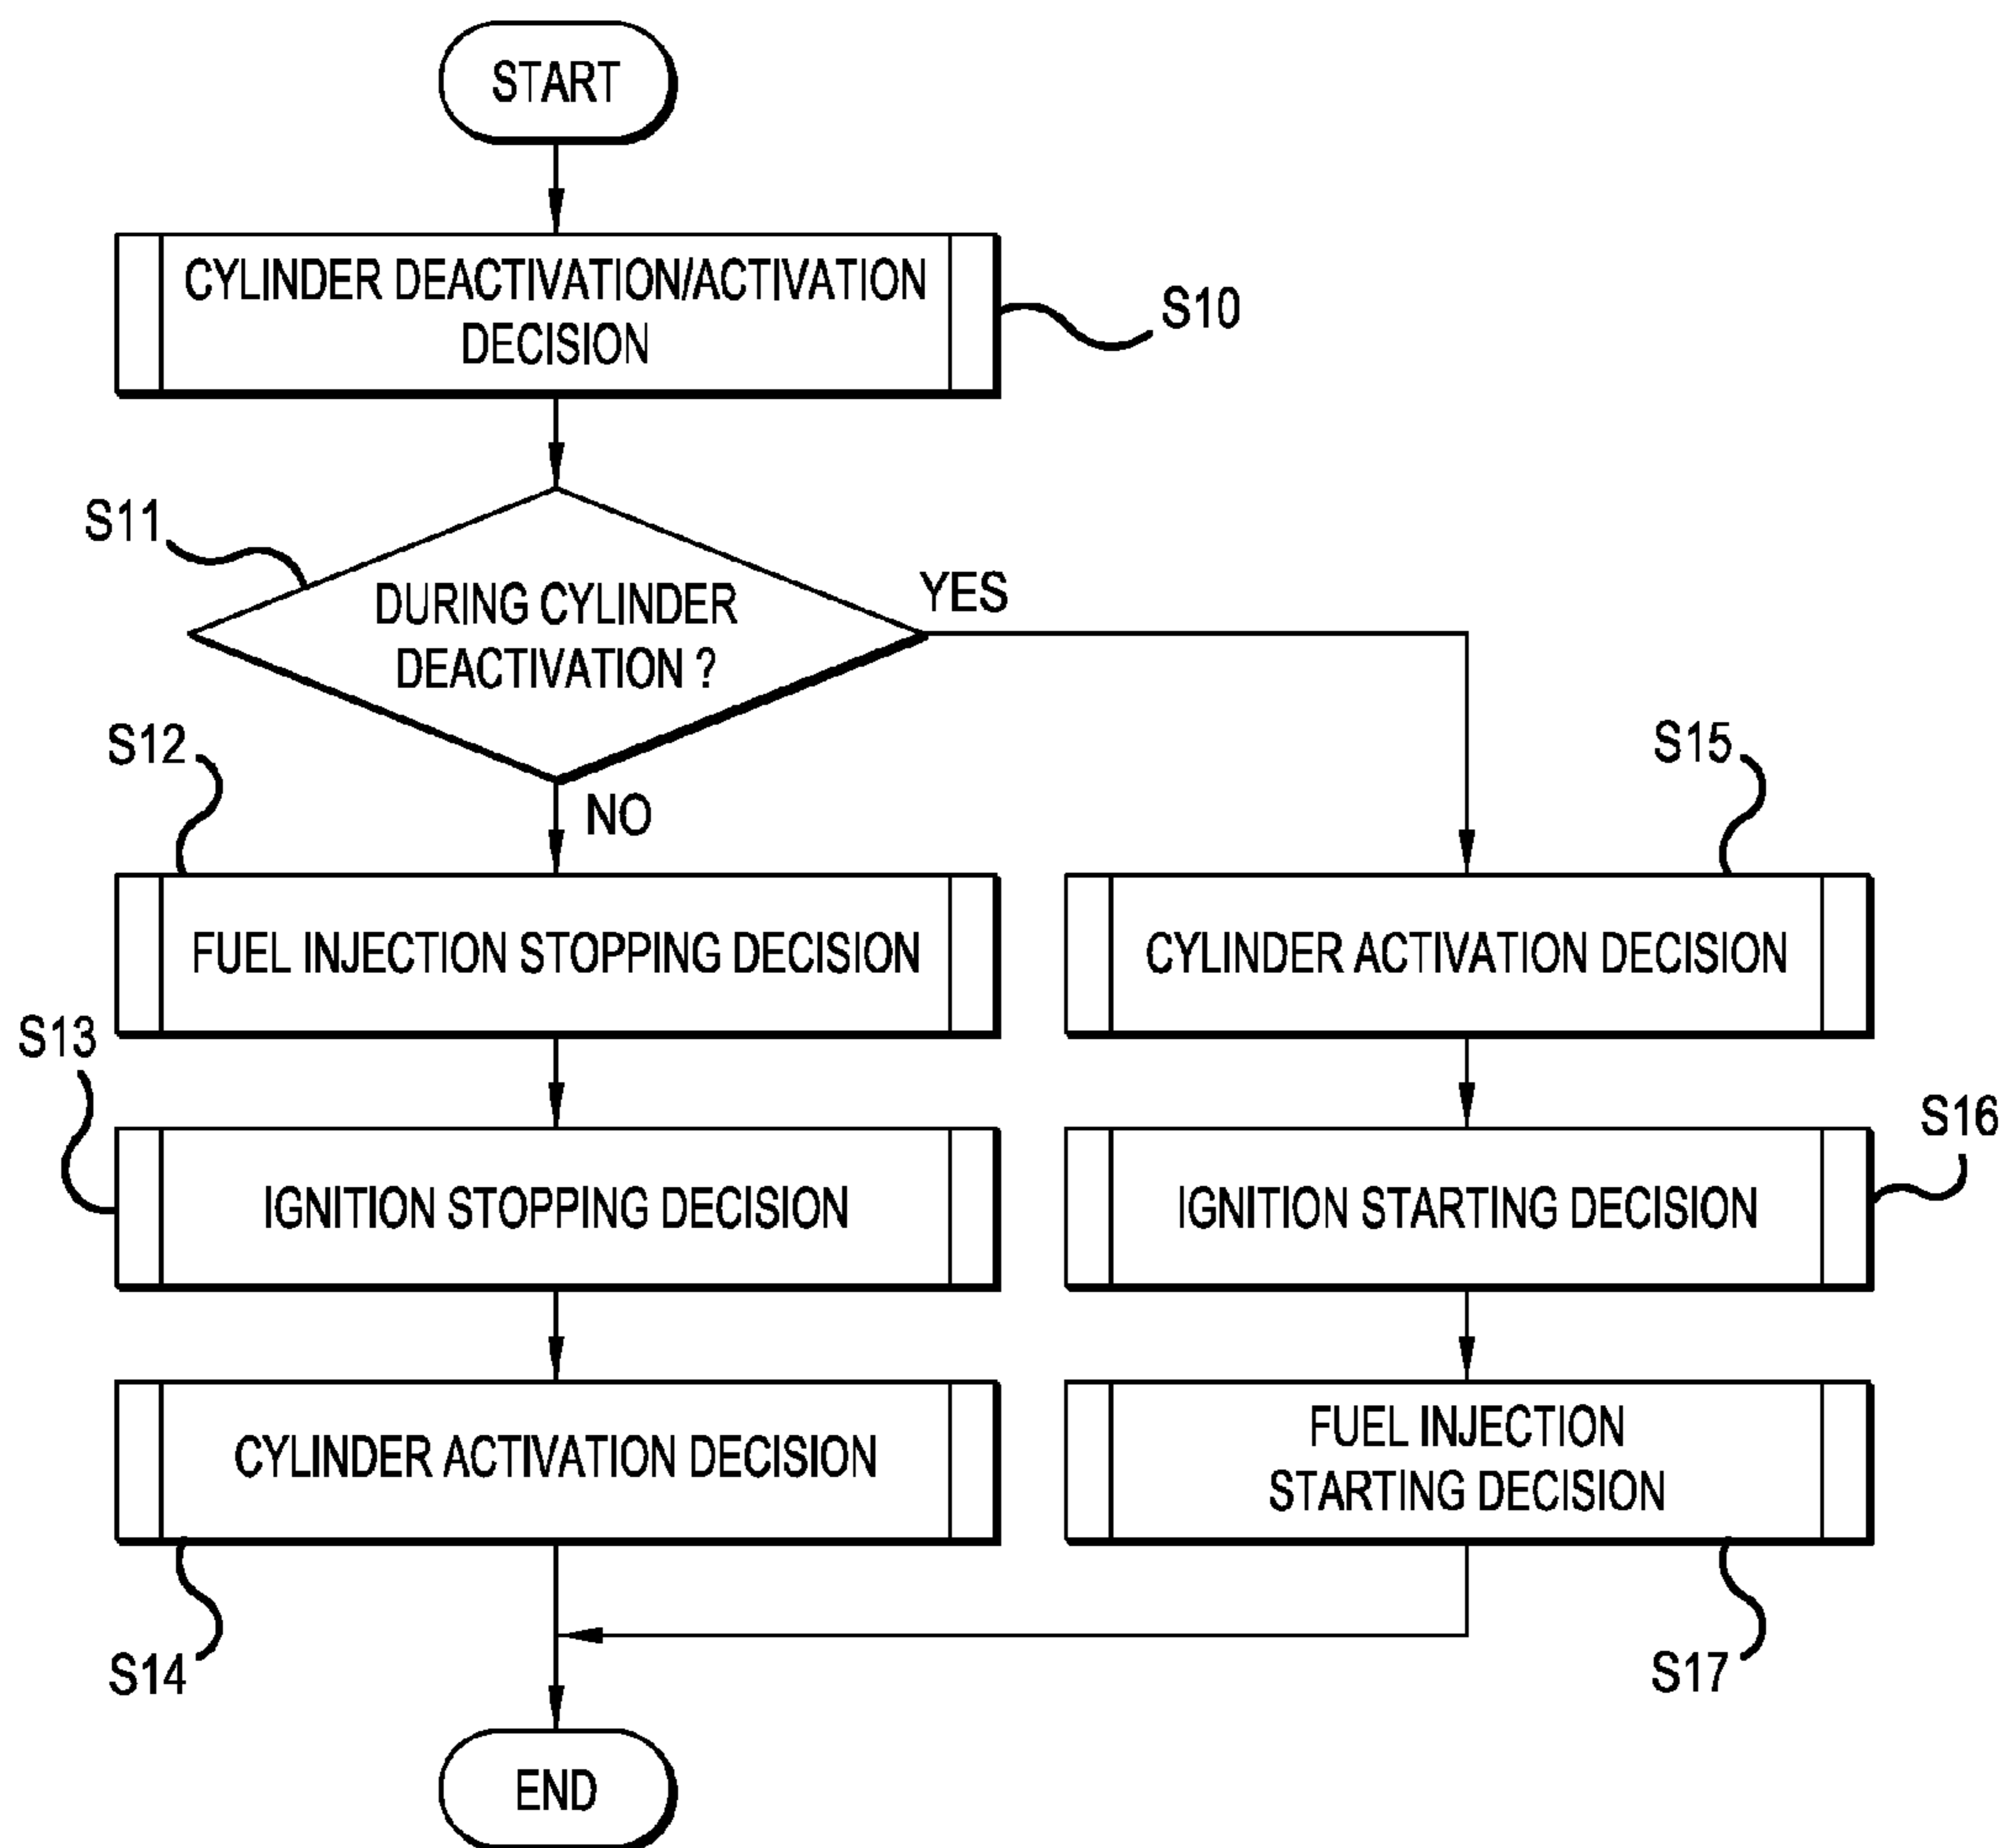 START
CYLINDER DEACTIVATION/ACTIVATION
DECISION
S10
S11
DURING CYLINDER
DEACTIVATION ?
YES
NO
S12
FUEL INJECTION STOPPING DECISION
S13
IGNITION STOPPING DECISION
CYLINDER ACTIVATION DECISION
S14
S15
CYLINDER ACTIVATION DECISION
IGNITION STARTING DECISION
S16
FUEL INJECTION
STARTING DECISION
S17
END